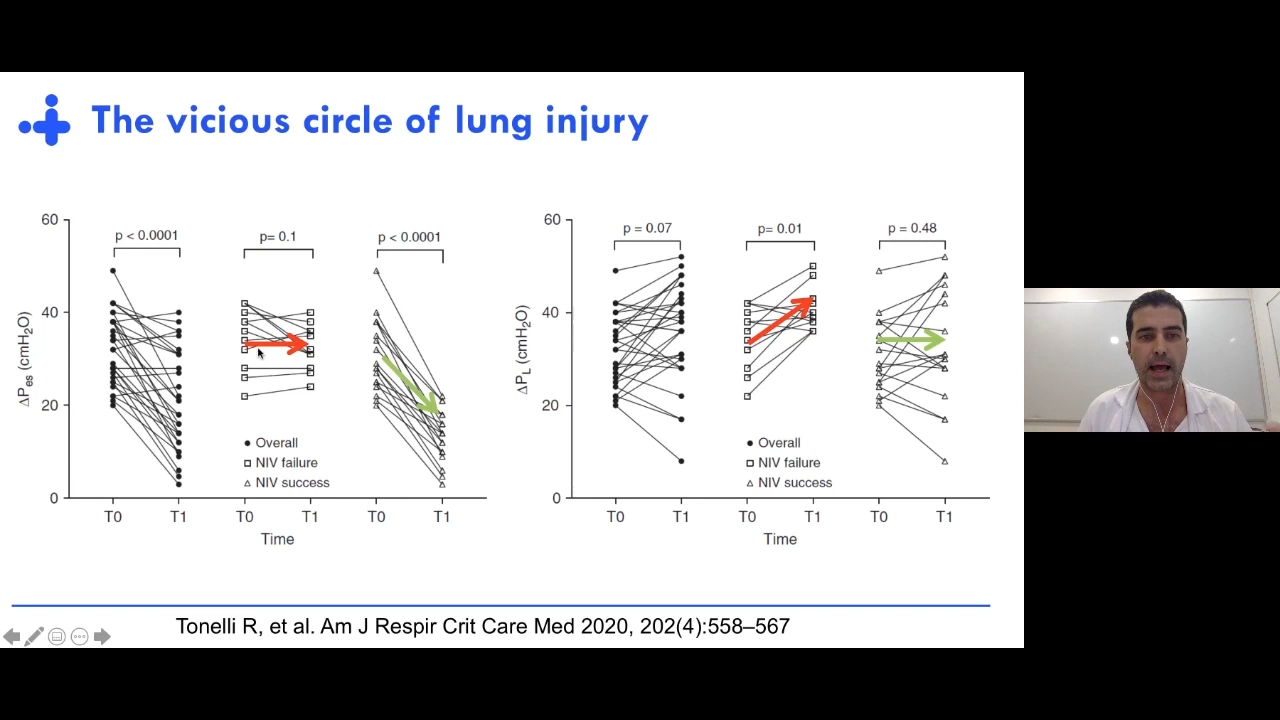 The vicious circle of lung injury
60
40
20
0
ΔPes (cmH2O)
p < 0.0001
p= 0.1
p < 0.0001
Overall
NIV failure
NIV success
T0 T1 T0 T1 T0 T1
Time
60
40
20
0
ΔPL (cmH2O)
p = 0.07
p= 0.01
p = 0.48
Overall
NIV failure
NIV success
T0 T1 T0 T1 T0 T1
Time
Tonelli R, et al. Am J Respir Crit Care Med 2020, 202(4):558–567